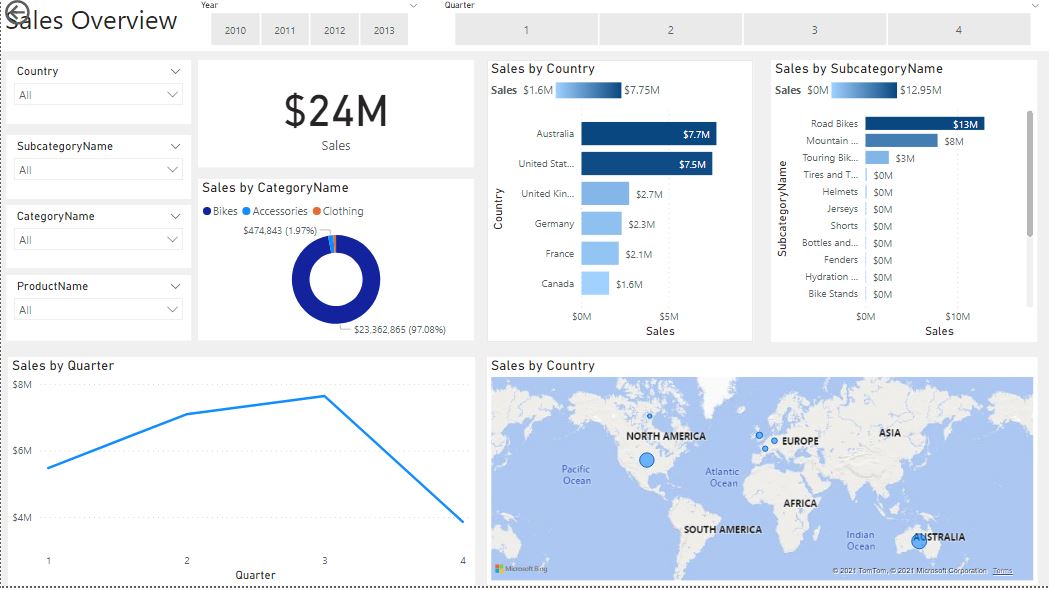 Sales Overview
Year
2010
2011
2012
2013
Quarter
1
2
3
4
Country
All
SubcategoryName
All
CategoryName
All
ProductName
All
$24M
Sales
Sales by CategoryName
Bikes Accessories Clothing
$474,843 (1.97%)
$23,362,865 (97.08%)
Sales by Country
Sales $1.6M $7.75M
Country
Australia $7.7M
United Stat... $7.5M
United Kin... $2.7M
Germany $2.3M
France $2.1M
Canada $1.6M
$0M $5M
Sales
Sales by SubcategoryName
Sales $0M $12.95M
SubcategoryName
Road Bikes $13M
Mountain ... $8M
Touring Bik... $3M
Tires and T... $0M
Helmets $0M
Jerseys $0M
Shorts $0M
Bottles and... $0M
Fenders $0M
Hydration ... $0M
Bike Stands $0M
$0M $10M
Sales
Sales by Quarter
$8M
$6M
$4M
1 2 3 4
Quarter
Sales by Country
NORTH AMERICA
EUROPE
ASIA
Pacific
Ocean
Atlantic
Ocean
AFRICA
SOUTH AMERICA
Indian
Ocean
AUSTRALIA
Microsoft Bing
© 2021 TomTom, © 2021 Microsoft Corporation Terms